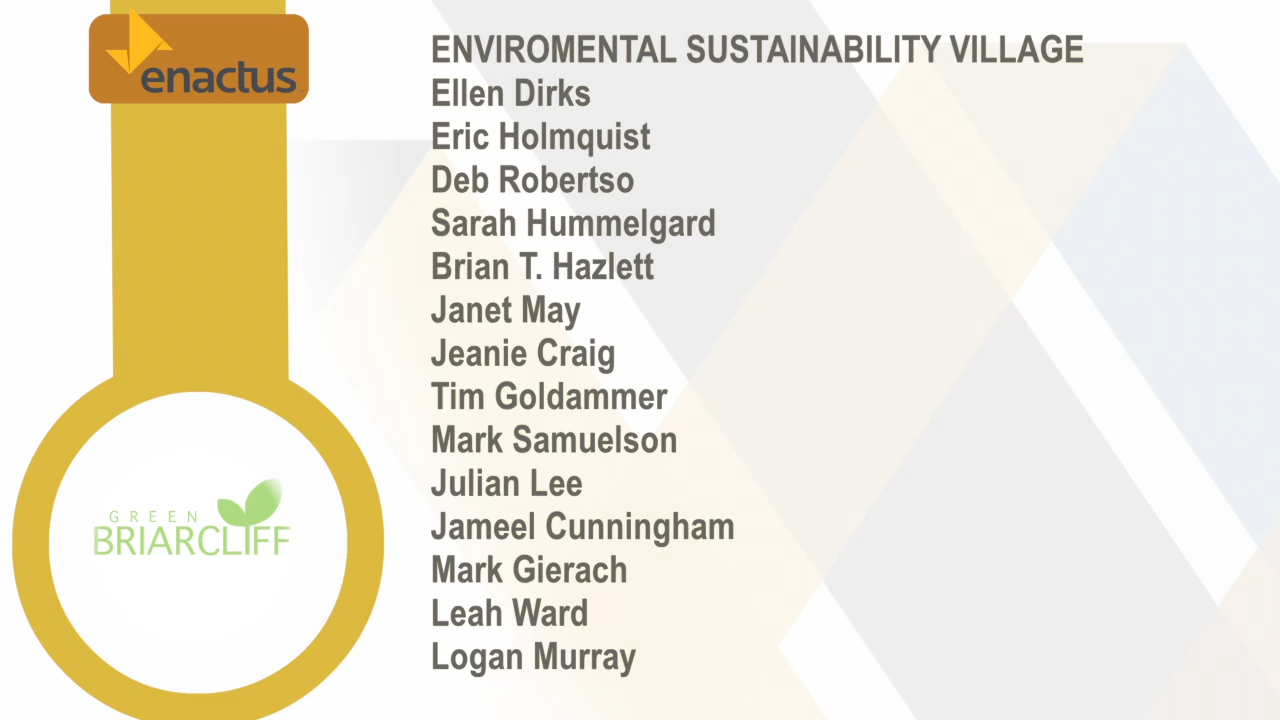 enactus
ENVIROMENTAL SUSTAINABILITY VILLAGE
Ellen Dirks
Eric Holmquist
Deb Robertso
Sarah Hummelgard
Brian T. Hazlett
Janet May
Jeanie Craig
Tim Goldammer
Mark Samuelson
Julian Lee
Jameel Cunningham
Mark Gierach
Leah Ward
Logan Murray
GREEN
BRIARCLIFF